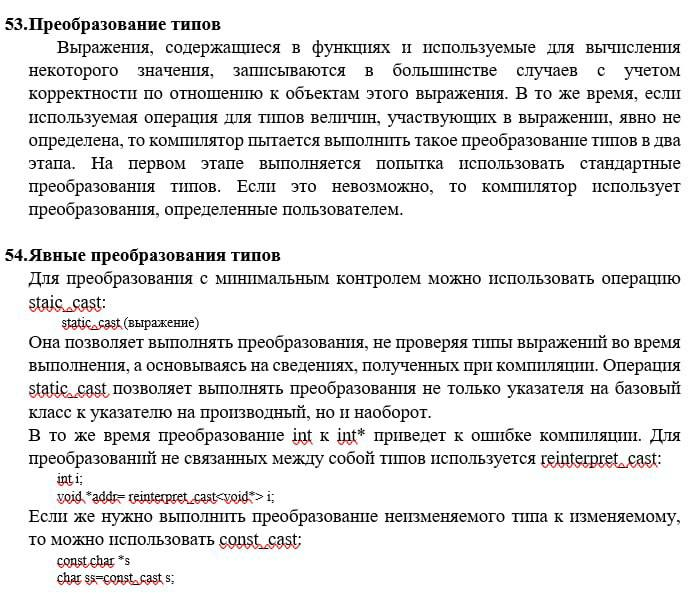 53.Преобразование типов
Выражения, содержащиеся в функциях и используемые для вычисления
некоторого значения, записываются в большинстве случаев с учетом
корректности по отношению к объектам этого выражения. В то же время, если
используемая операция для типов величин, участвующих в выражении, явно не
определена, то компилятор пытается выполнить такое преобразование типов в два
этапа. На первом этапе выполняется попытка использовать стандартные
преобразования типов. Если это невозможно, то компилятор использует
преобразования, определенные пользователем.
54.Явные преобразования типов
Для преобразования с минимальным контролем можно использовать операцию
staic_cast:
static_cast (выражение)
Она позволяет выполнять преобразования, не проверяя типы выражений во время
выполнения, а основываясь на сведениях, полученных при компиляции. Операция
static_cast позволяет выполнять преобразования не только указателя на базовый
класс к указателю на производный, но и наоборот.
В то же время преобразование int к int* приведет к ошибке компиляции. Для
преобразований не связанных между собой типов используется reinterpret_cast:
int i;
void *addr= reinterpret_cast<void*> i;
Если же нужно выполнить преобразование неизменяемого типа к изменяемому,
то можно использовать const_cast:
const char *s
char ss=const_cast s;